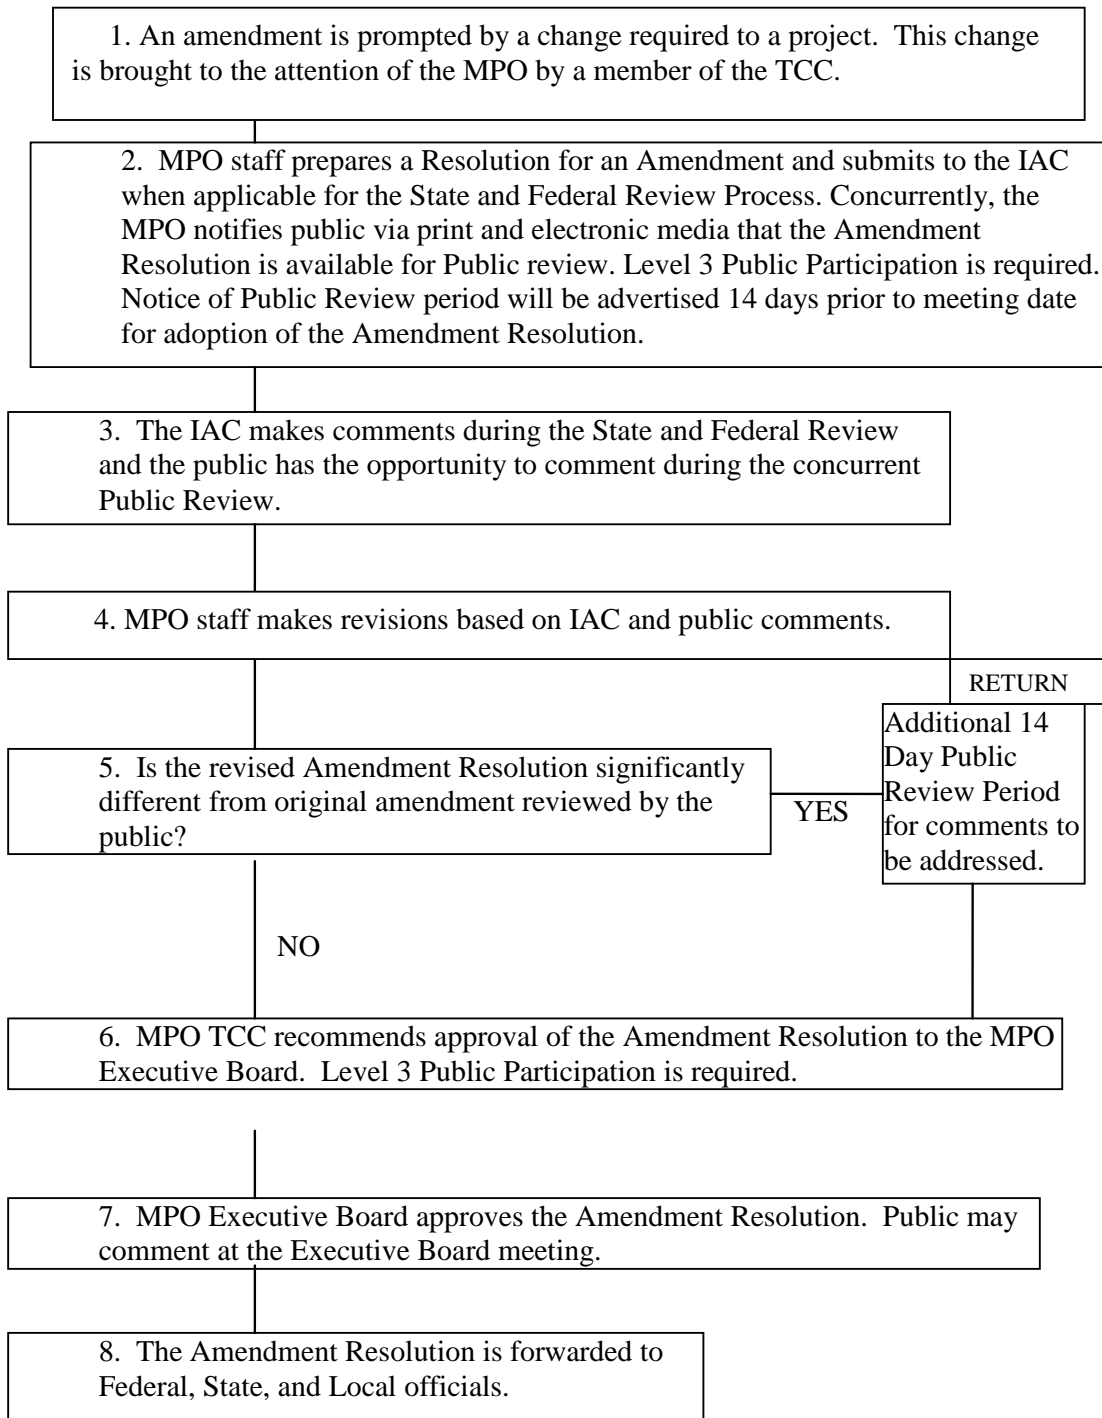 1. An amendment is prompted by a change required to a project.  This change
is brought to the attention of the MPO by a member of the TCC.
2.  MPO staff prepares a Resolution for an Amendment and submits to the IAC
when applicable for the State and Federal Review Process. Concurrently, the
MPO notifies public via print and electronic media that the Amendment
Resolution is available for Public review. Level 3 Public Participation is required.
Notice of Public Review period will be advertised 14 days prior to meeting date
for adoption of the Amendment Resolution.
3.  The IAC makes comments during the State and Federal Review
and the public has the opportunity to comment during the concurrent
Public Review.
4. MPO staff makes revisions based on IAC and public comments.
RETURN
5.  Is the revised Amendment Resolution significantly
different from original amendment reviewed by the
public?
YES
Additional 14
Day Public
Review Period
for comments to
be addressed.
NO
6.  MPO TCC recommends approval of the Amendment Resolution to the MPO
Executive Board.  Level 3 Public Participation is required.
7.  MPO Executive Board approves the Amendment Resolution.  Public may
comment at the Executive Board meeting.
8.  The Amendment Resolution is forwarded to
Federal, State, and Local officials.